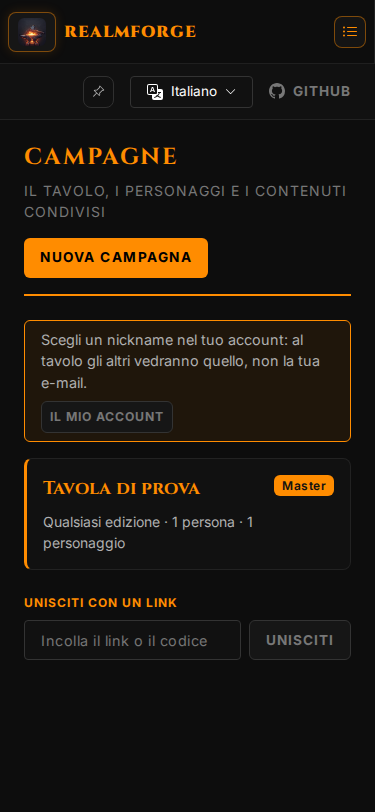 REALMFORGE
Italiano
GITHUB
CAMPAGNE
IL TAVOLO, I PERSONAGGI E I CONTENUTI
CONDIVISI
NUOVA CAMPAGNA
Scegli un nickname nel tuo account: al
tavolo gli altri vedranno quello, non la tua
e-mail.
IL MIO ACCOUNT
Tavola di prova
Master
Qualsiasi edizione · 1 persona · 1
personaggio
UNISCITI CON UN LINK
Incolla il link o il codice
UNISCITI